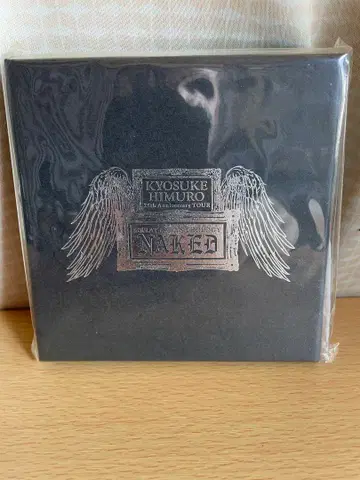 KYOSUKE
HIMURO
25th Anniversary TOUR
NAKED